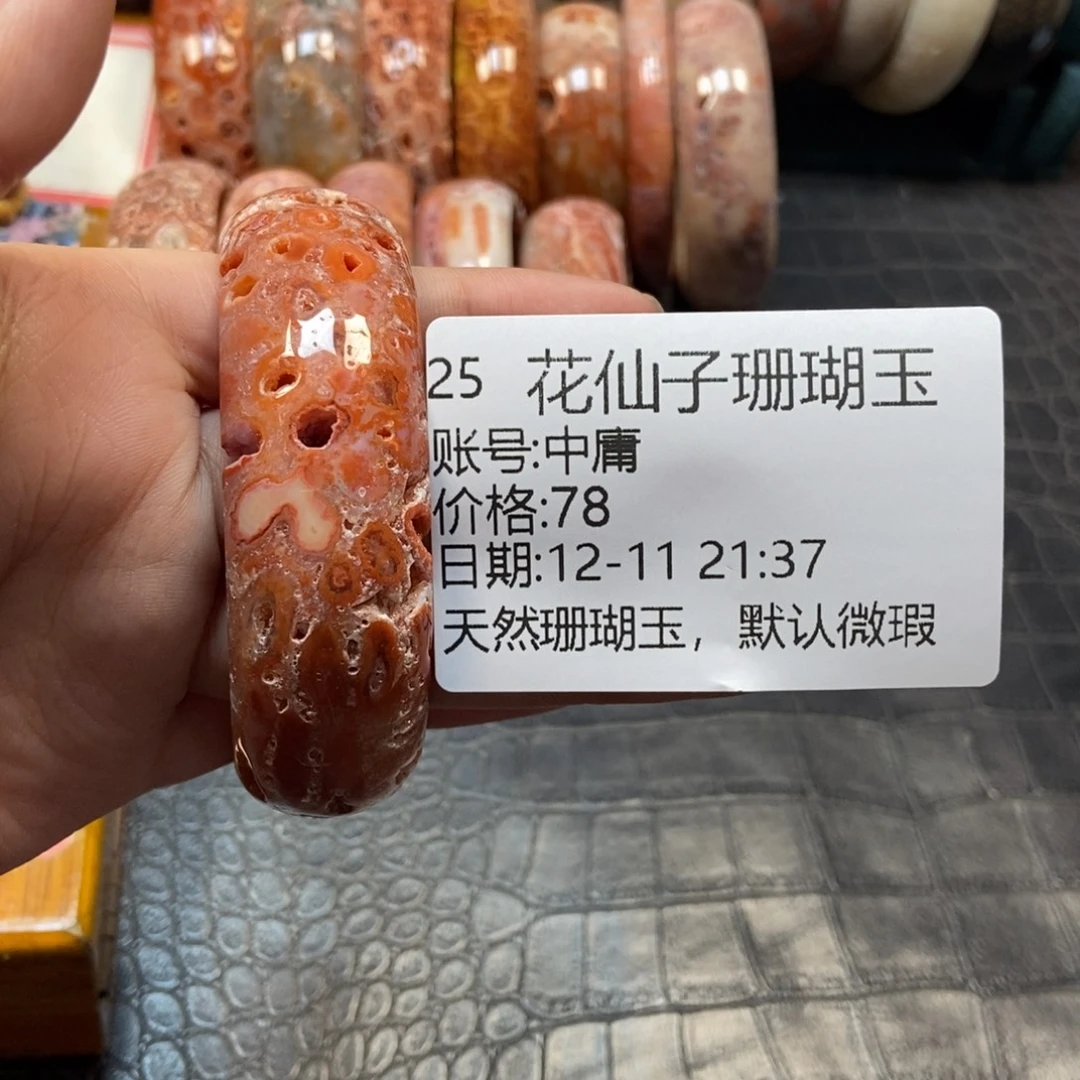 25 花仙子珊瑚玉
账号:中庸
价格:78
日期:12-11 21:37
天然珊瑚玉，默认微瑕